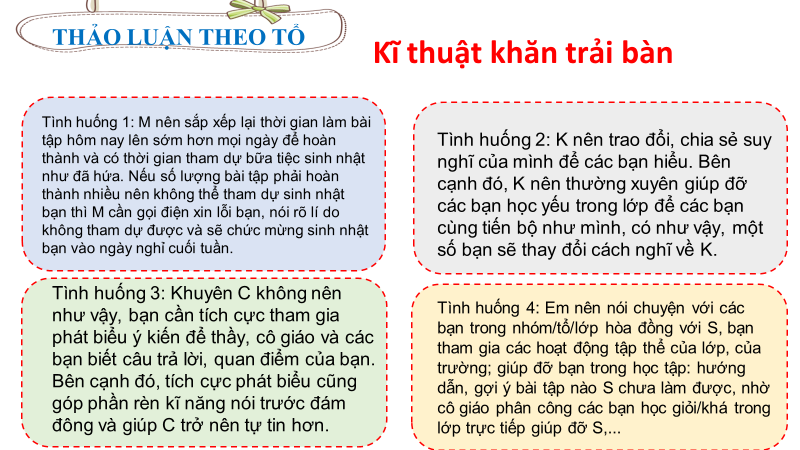 THẢO LUẬN THEO TỔ
Kĩ thuật khăn trải bàn
Tình huống 1: M nên sắp xếp lại thời gian làm bài
tập hôm nay lên sớm hơn mọi ngày để hoàn
thành và có thời gian tham dự bữa tiệc sinh nhật
như đã hứa. Nếu số lượng bài tập phải hoàn
thành nhiều nên không thể tham dự sinh nhật
bạn thì M cần gọi điện xin lỗi bạn, nói rõ lí do
không tham dự được và sẽ chức mừng sinh nhật
bạn vào ngày nghỉ cuối tuần.
Tình huống 2: K nên trao đổi, chia sẻ suy
nghĩ của mình để các bạn hiểu. Bên
cạnh đó, K nên thường xuyên giúp đỡ
các bạn học yếu trong lớp để các bạn
cùng tiến bộ như mình, có như vậy, một
số bạn sẽ thay đổi cách nghĩ về K.
Tình huống 3: Khuyên C không nên
như vậy, bạn cần tích cực tham gia
phát biểu ý kiến để thầy, cô giáo và các
bạn biết câu trả lời, quan điểm của bạn.
Bên cạnh đó, tích cực phát biểu cũng
góp phần rèn kĩ năng nói trước đám
đông và giúp C trở nên tự tin hơn.
Tình huống 4: Em nên nói chuyện với các
bạn trong nhóm/tổ/lớp hòa đồng với S, bạn
tham gia các hoạt động tập thể của lớp, của
trường; giúp đỡ bạn trong học tập: hướng
dẫn, gợi ý bài tập nào S chưa làm được, nhờ
cô giáo phân công các bạn học giỏi/khá trong
lớp trực tiếp giúp đỡ S,...